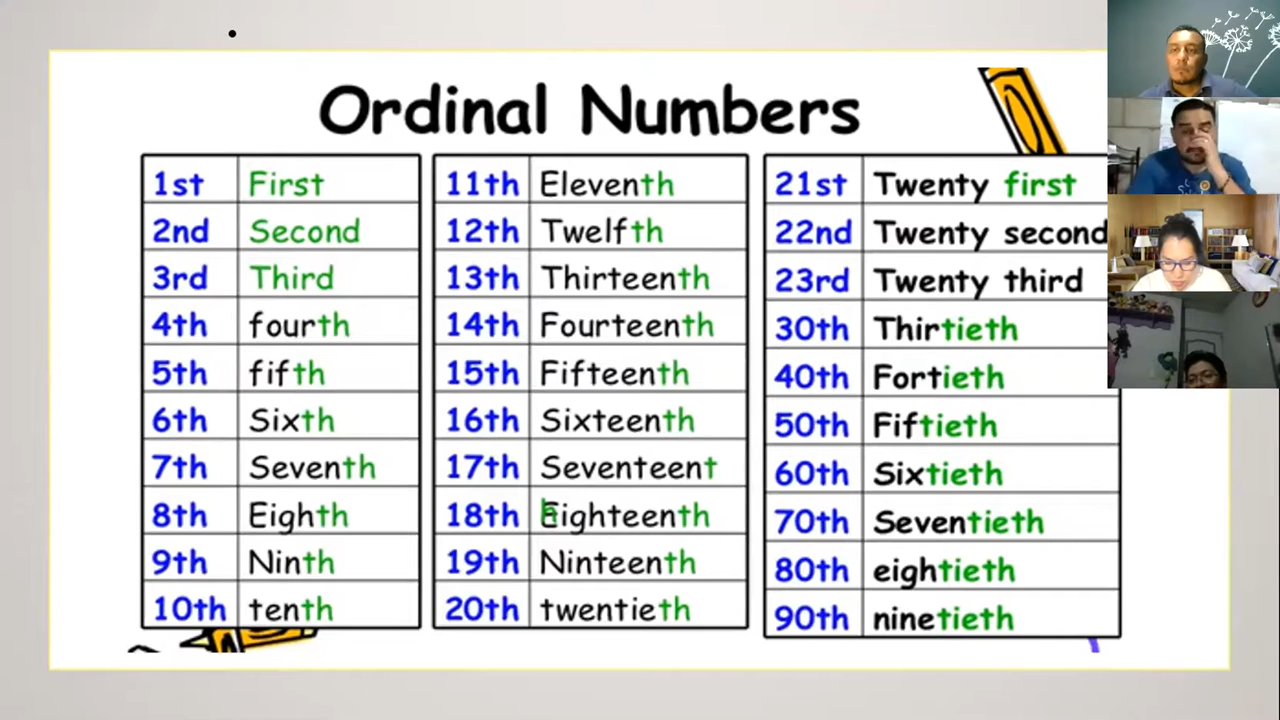 Ordinal Numbers
1st First
2nd Second
3rd Third
4th fourth
5th fifth
6th Sixth
7th Seventh
8th Eighth
9th Ninth
10th tenth
11th Eleventh
12th Twelfth
13th Thirteenth
14th Fourteenth
15th Fifteenth
16th Sixteenth
17th Seventeent
h
18th Eighteenth
19th Ninteenth
20th twentieth
21st Twenty first
22nd Twenty second
23rd Twenty third
30th Thirtieth
40th Fortieth
50th Fiftieth
60th Sixtieth
70th Seventieth
80th eightieth
90th ninetieth